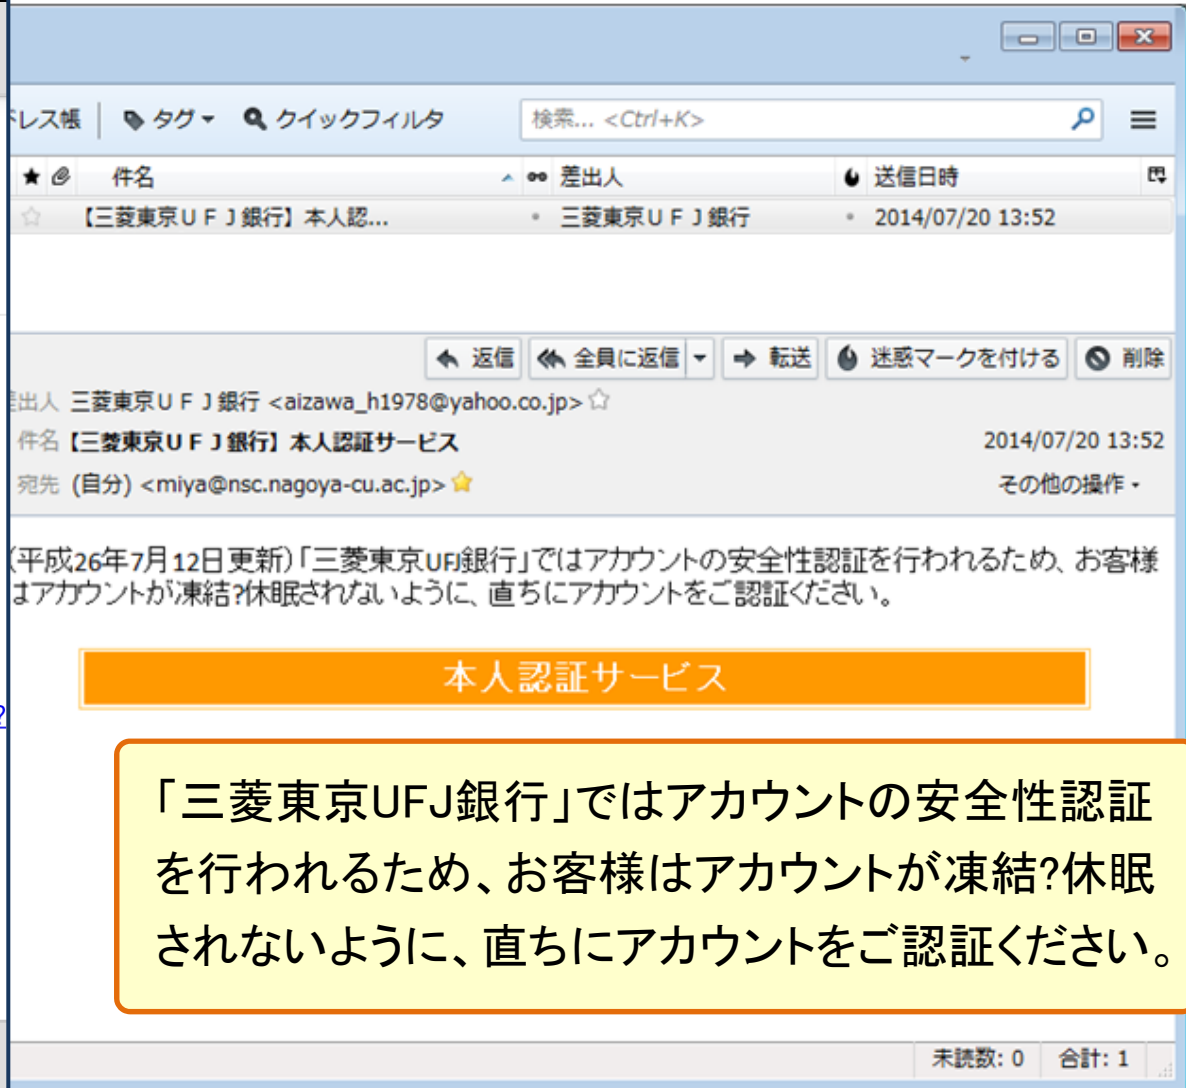 ドレス帳 タグ クイックフィルタ 検索... <Ctrl+K>
件名 差出人 送信日時
【三菱東京ＵＦＪ銀行】本人認... 三菱東京ＵＦＪ銀行 2014/07/20 13:52
返信 全員に返信 転送 迷惑マークを付ける 削除
差出人 三菱東京ＵＦＪ銀行 <aizawa_h1978@yahoo.co.jp>
件名 【三菱東京ＵＦＪ銀行】本人認証サービス 2014/07/20 13:52
宛先 (自分) <miya@nsc.nagoya-cu.ac.jp> その他の操作
(平成26年7月12日更新)「三菱東京UFJ銀行」ではアカウントの安全性認証を行われるため、お客様
はアカウントが凍結?休眠されないように、直ちにアカウントをご認証ください。
本人認証サービス
?
「三菱東京UFJ銀行」ではアカウントの安全性認証
を行われるため、お客様はアカウントが凍結?休眠
されないように、直ちにアカウントをご認証ください。
未読数: 0 合計: 1